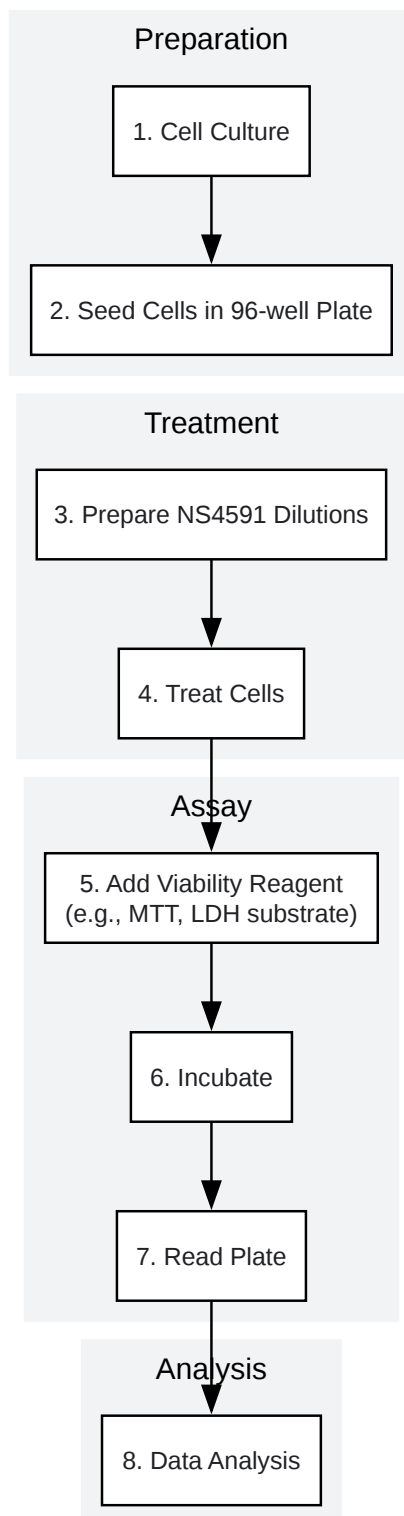 Preparation
1. Cell Culture
2. Seed Cells in 96-well Plate
Treatment
3. Prepare NS4591 Dilutions
4. Treat Cells
Assay
5. Add Viability Reagent
(e.g., MTT, LDH substrate)
6. Incubate
7. Read Plate
Analysis
8. Data Analysis